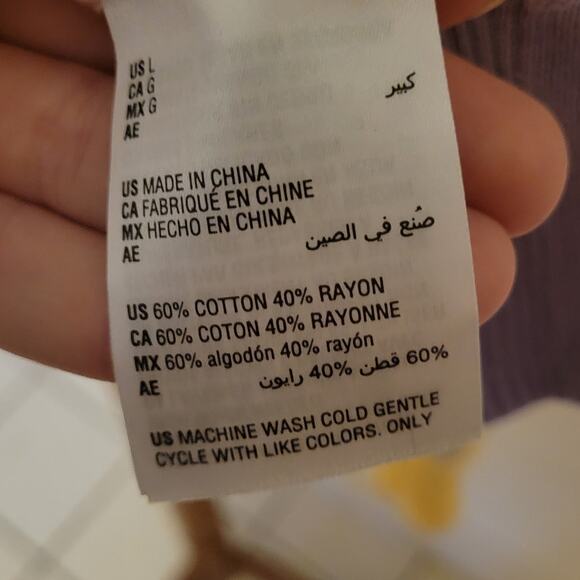 US L
CA G
MX G
AE كبير
US MADE IN CHINA
CA FABRIQUÉ EN CHINE
MX HECHO EN CHINA
AE صُنع في الصين
US 60% COTTON 40% RAYON
CA 60% COTON 40% RAYONNE
MX 60% algodón 40% rayón
AE 60% قطن 40% رايون
US MACHINE WASH COLD GENTLE
CYCLE WITH LIKE COLORS. ONLY